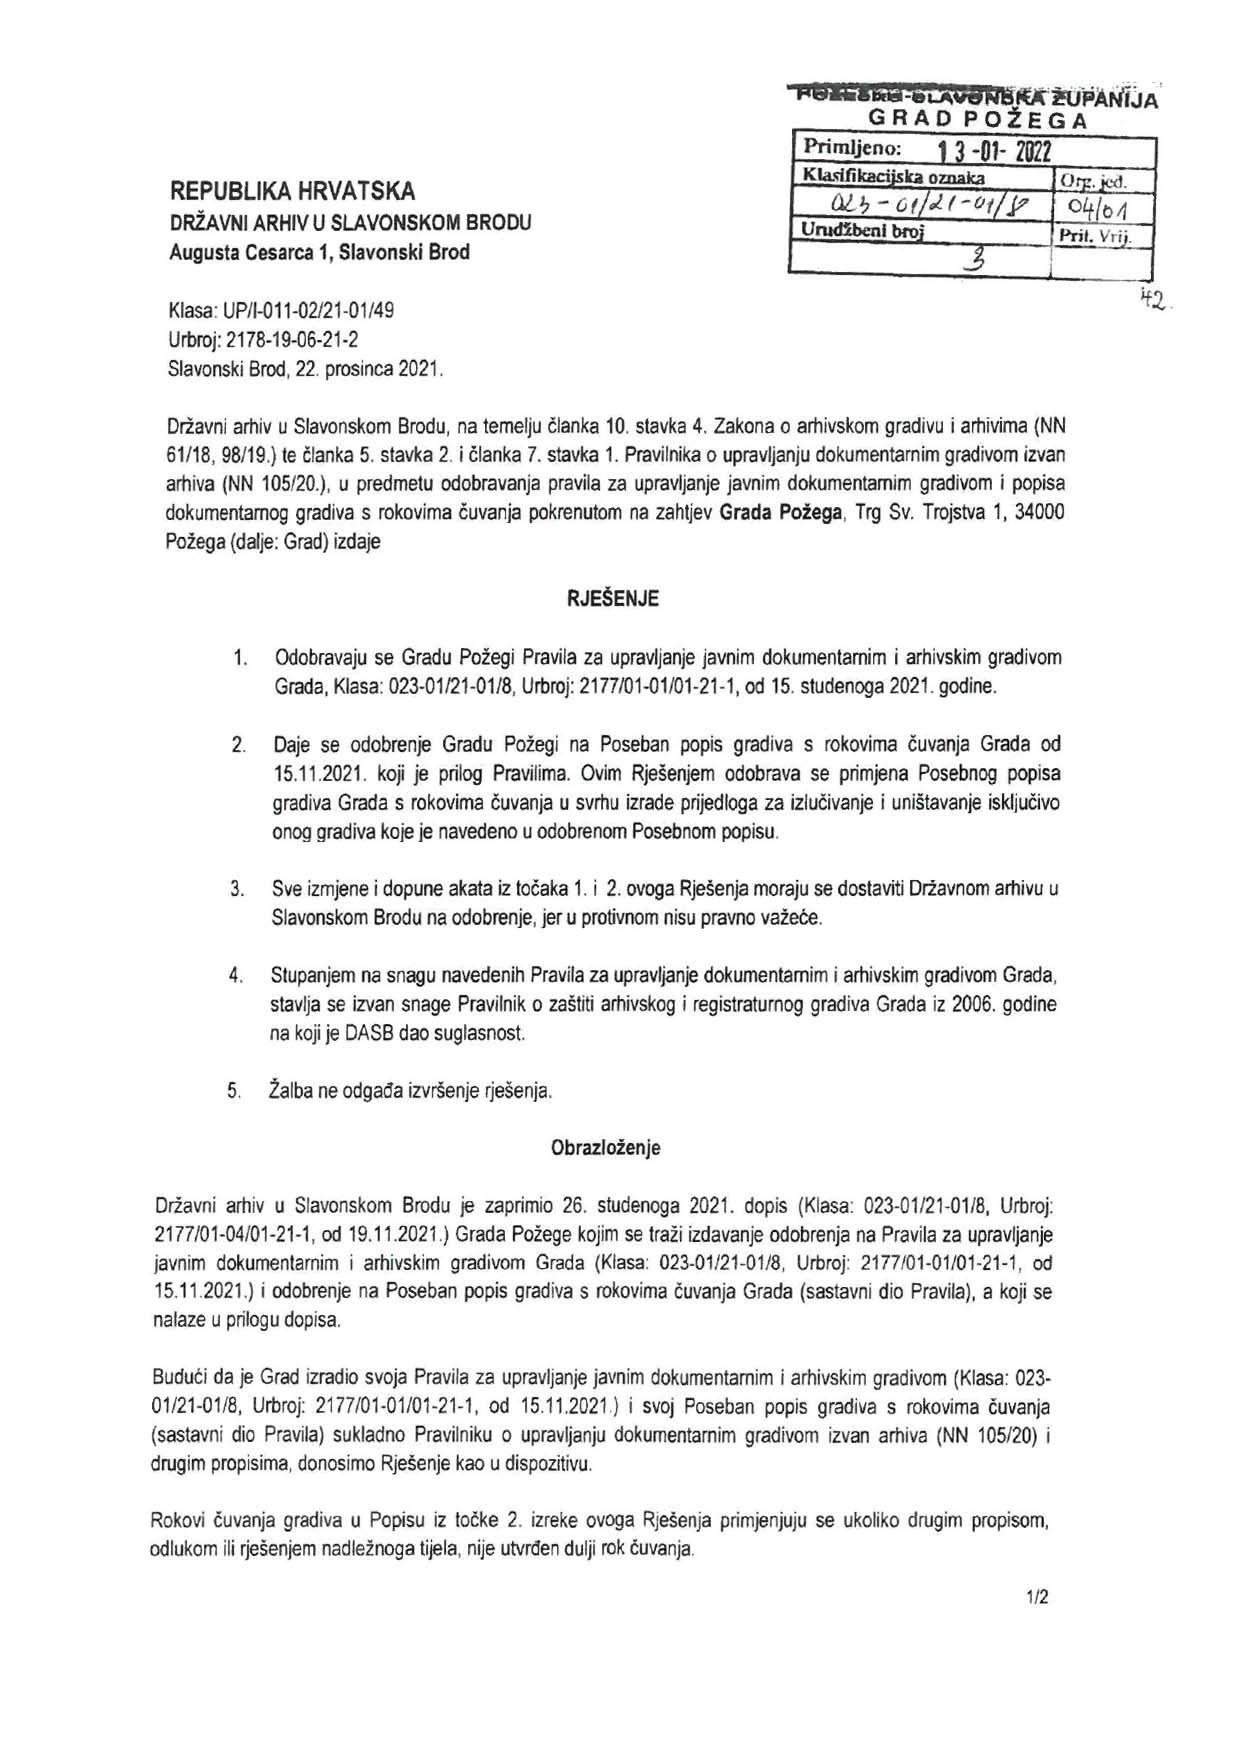 POŽEŠKO-SLAVONSKA ŽUPANIJA
GRAD POŽEGA
Primljeno: 13-01-2022
Klasifikacijska oznaka Org. jed.
023-01/21-01/8 04/01
Urudžbeni broj Pril. Vrij.
3
42.
REPUBLIKA HRVATSKA
DRŽAVNI ARHIV U SLAVONSKOM BRODU
Augusta Cesarca 1, Slavonski Brod
Klasa: UP/I-011-02/21-01/49
Urbroj: 2178-19-06-21-2
Slavonski Brod, 22. prosinca 2021.
Državni arhiv u Slavonskom Brodu, na temelju članka 10. stavka 4. Zakona o arhivskom gradivu i arhivima (NN
61/18, 98/19.) te članka 5. stavka 2. i članka 7. stavka 1. Pravilnika o upravljanju dokumentarnim gradivom izvan
arhiva (NN 105/20.), u predmetu odobravanja pravila za upravljanje javnim dokumentarnim gradivom i popisa
dokumentarnog gradiva s rokovima čuvanja pokrenutom na zahtjev Grada Požega, Trg Sv. Trojstva 1, 34000
Požega (dalje: Grad) izdaje
RJEŠENJE
1. Odobravaju se Gradu Požegi Pravila za upravljanje javnim dokumentarnim i arhivskim gradivom
Grada, Klasa: 023-01/21-01/8, Urbroj: 2177/01-01/01-21-1, od 15. studenoga 2021. godine.
2. Daje se odobrenje Gradu Požegi na Poseban popis gradiva s rokovima čuvanja Grada od
15.11.2021. koji je prilog Pravilima. Ovim Rješenjem odobrava se primjena Posebnog popisa
gradiva Grada s rokovima čuvanja u svrhu izrade prijedloga za izlučivanje i uništavanje isključivo
onog gradiva koje je navedeno u odobrenom Posebnom popisu.
3. Sve izmjene i dopune akata iz točaka 1. i 2. ovoga Rješenja moraju se dostaviti Državnom arhivu u
Slavonskom Brodu na odobrenje, jer u protivnom nisu pravno važeće.
4. Stupanjem na snagu navedenih Pravila za upravljanje dokumentarnim i arhivskim gradivom Grada,
stavlja se izvan snage Pravilnik o zaštiti arhivskog i registraturnog gradiva Grada iz 2006. godine
na koji je DASB dao suglasnost.
5. Žalba ne odgađa izvršenje rješenja.
Obrazloženje
Državni arhiv u Slavonskom Brodu je zaprimio 26. studenoga 2021. dopis (Klasa: 023-01/21-01/8, Urbroj:
2177/01-04/01-21-1, od 19.11.2021.) Grada Požege kojim se traži izdavanje odobrenja na Pravila za upravljanje
javnim dokumentarnim i arhivskim gradivom Grada (Klasa: 023-01/21-01/8, Urbroj: 2177/01-01/01-21-1, od
15.11.2021.) i odobrenje na Poseban popis gradiva s rokovima čuvanja Grada (sastavni dio Pravila), a koji se
nalaze u prilogu dopisa.
Budući da je Grad izradio svoja Pravila za upravljanje javnim dokumentarnim i arhivskim gradivom (Klasa: 023-
01/21-01/8, Urbroj: 2177/01-01/01-21-1, od 15.11.2021.) i svoj Poseban popis gradiva s rokovima čuvanja
(sastavni dio Pravila) sukladno Pravilniku o upravljanju dokumentarnim gradivom izvan arhiva (NN 105/20) i
drugim propisima, donosimo Rješenje kao u dispozitivu.
Rokovi čuvanja gradiva u Popisu iz točke 2. izreke ovoga Rješenja primjenjuju se ukoliko drugim propisom,
odlukom ili rješenjem nadležnoga tijela, nije utvrđen dulji rok čuvanja.
1/2